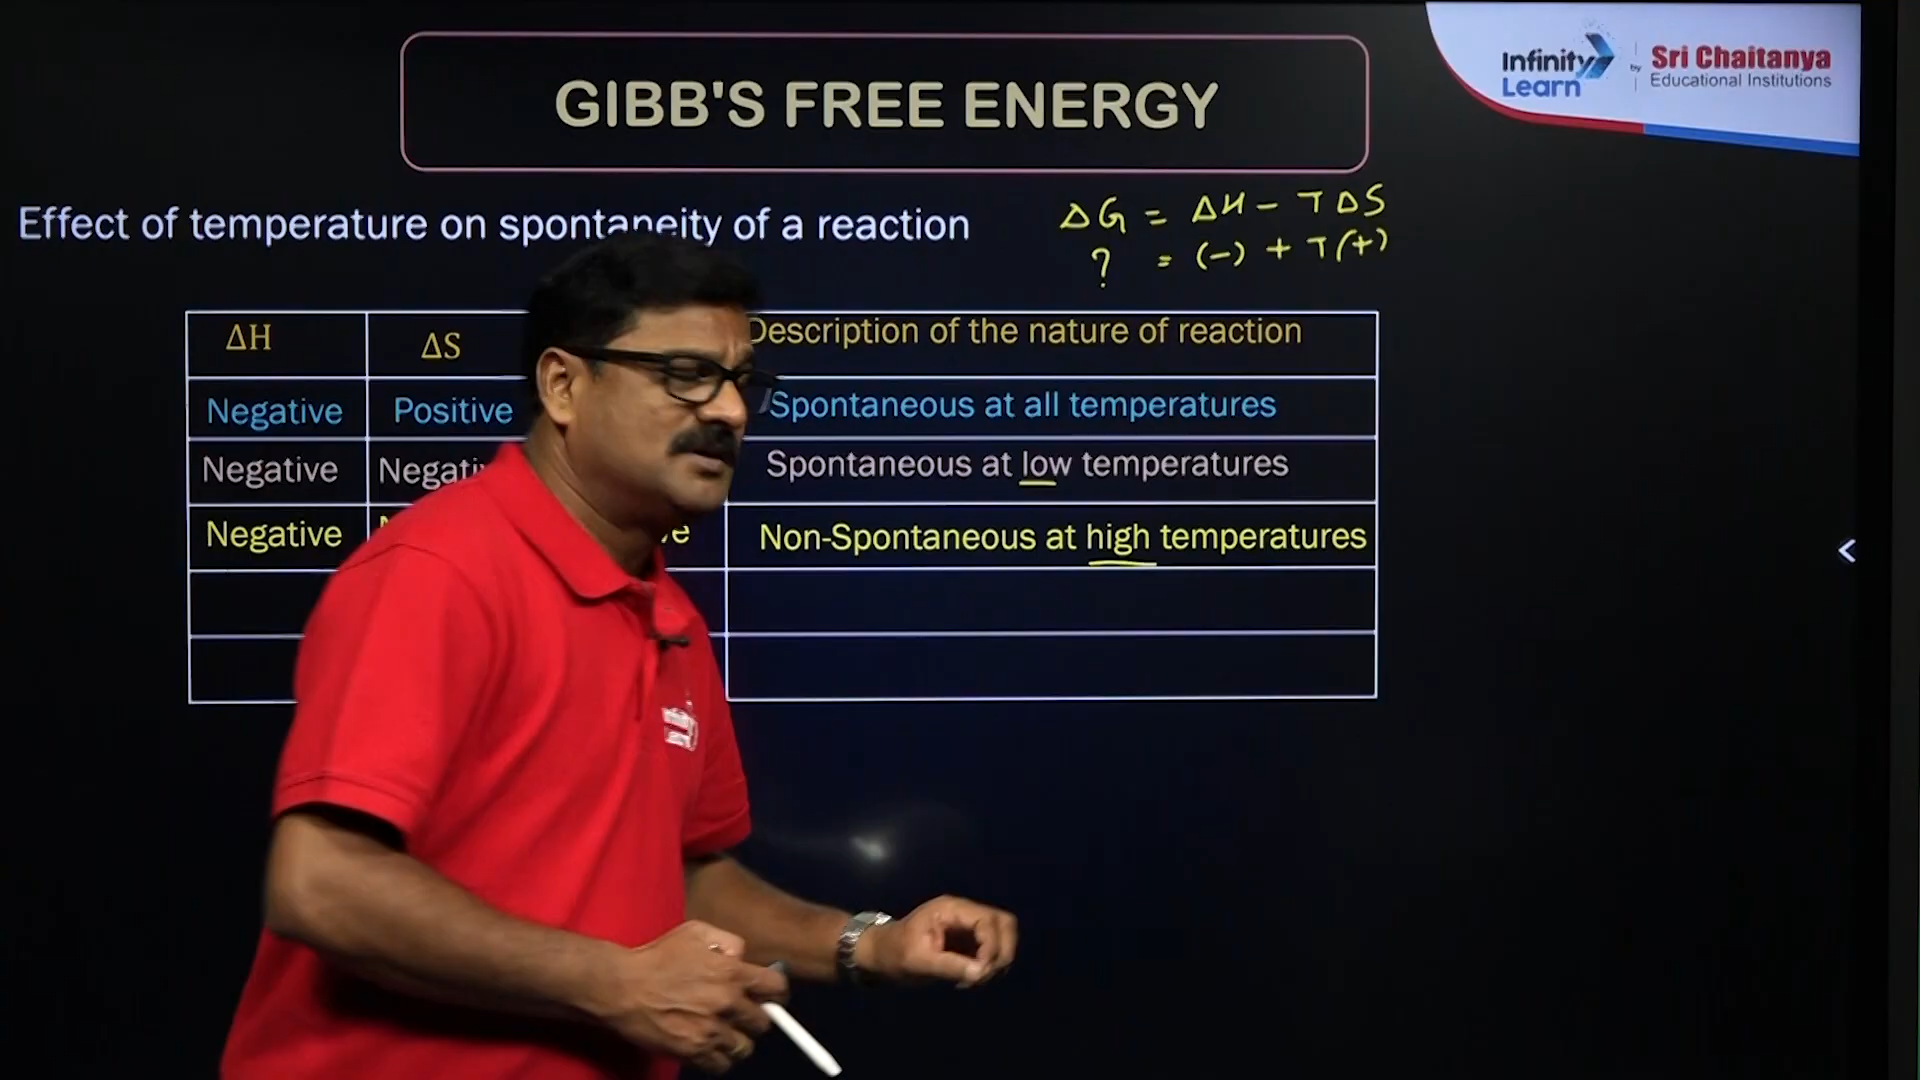 GIBB'S FREE ENERGY
Infinity Learn
by
Sri Chaitanya
Educational Institutions
Effect of temperature on spontaneity of a reaction
ΔG = ΔH - TΔS
? = (-) + T(+)
ΔH ΔS Description of the nature of reaction
Negative Positive Spontaneous at all temperatures
Negative Spontaneous at low temperatures
Negative Non-Spontaneous at high temperatures
<